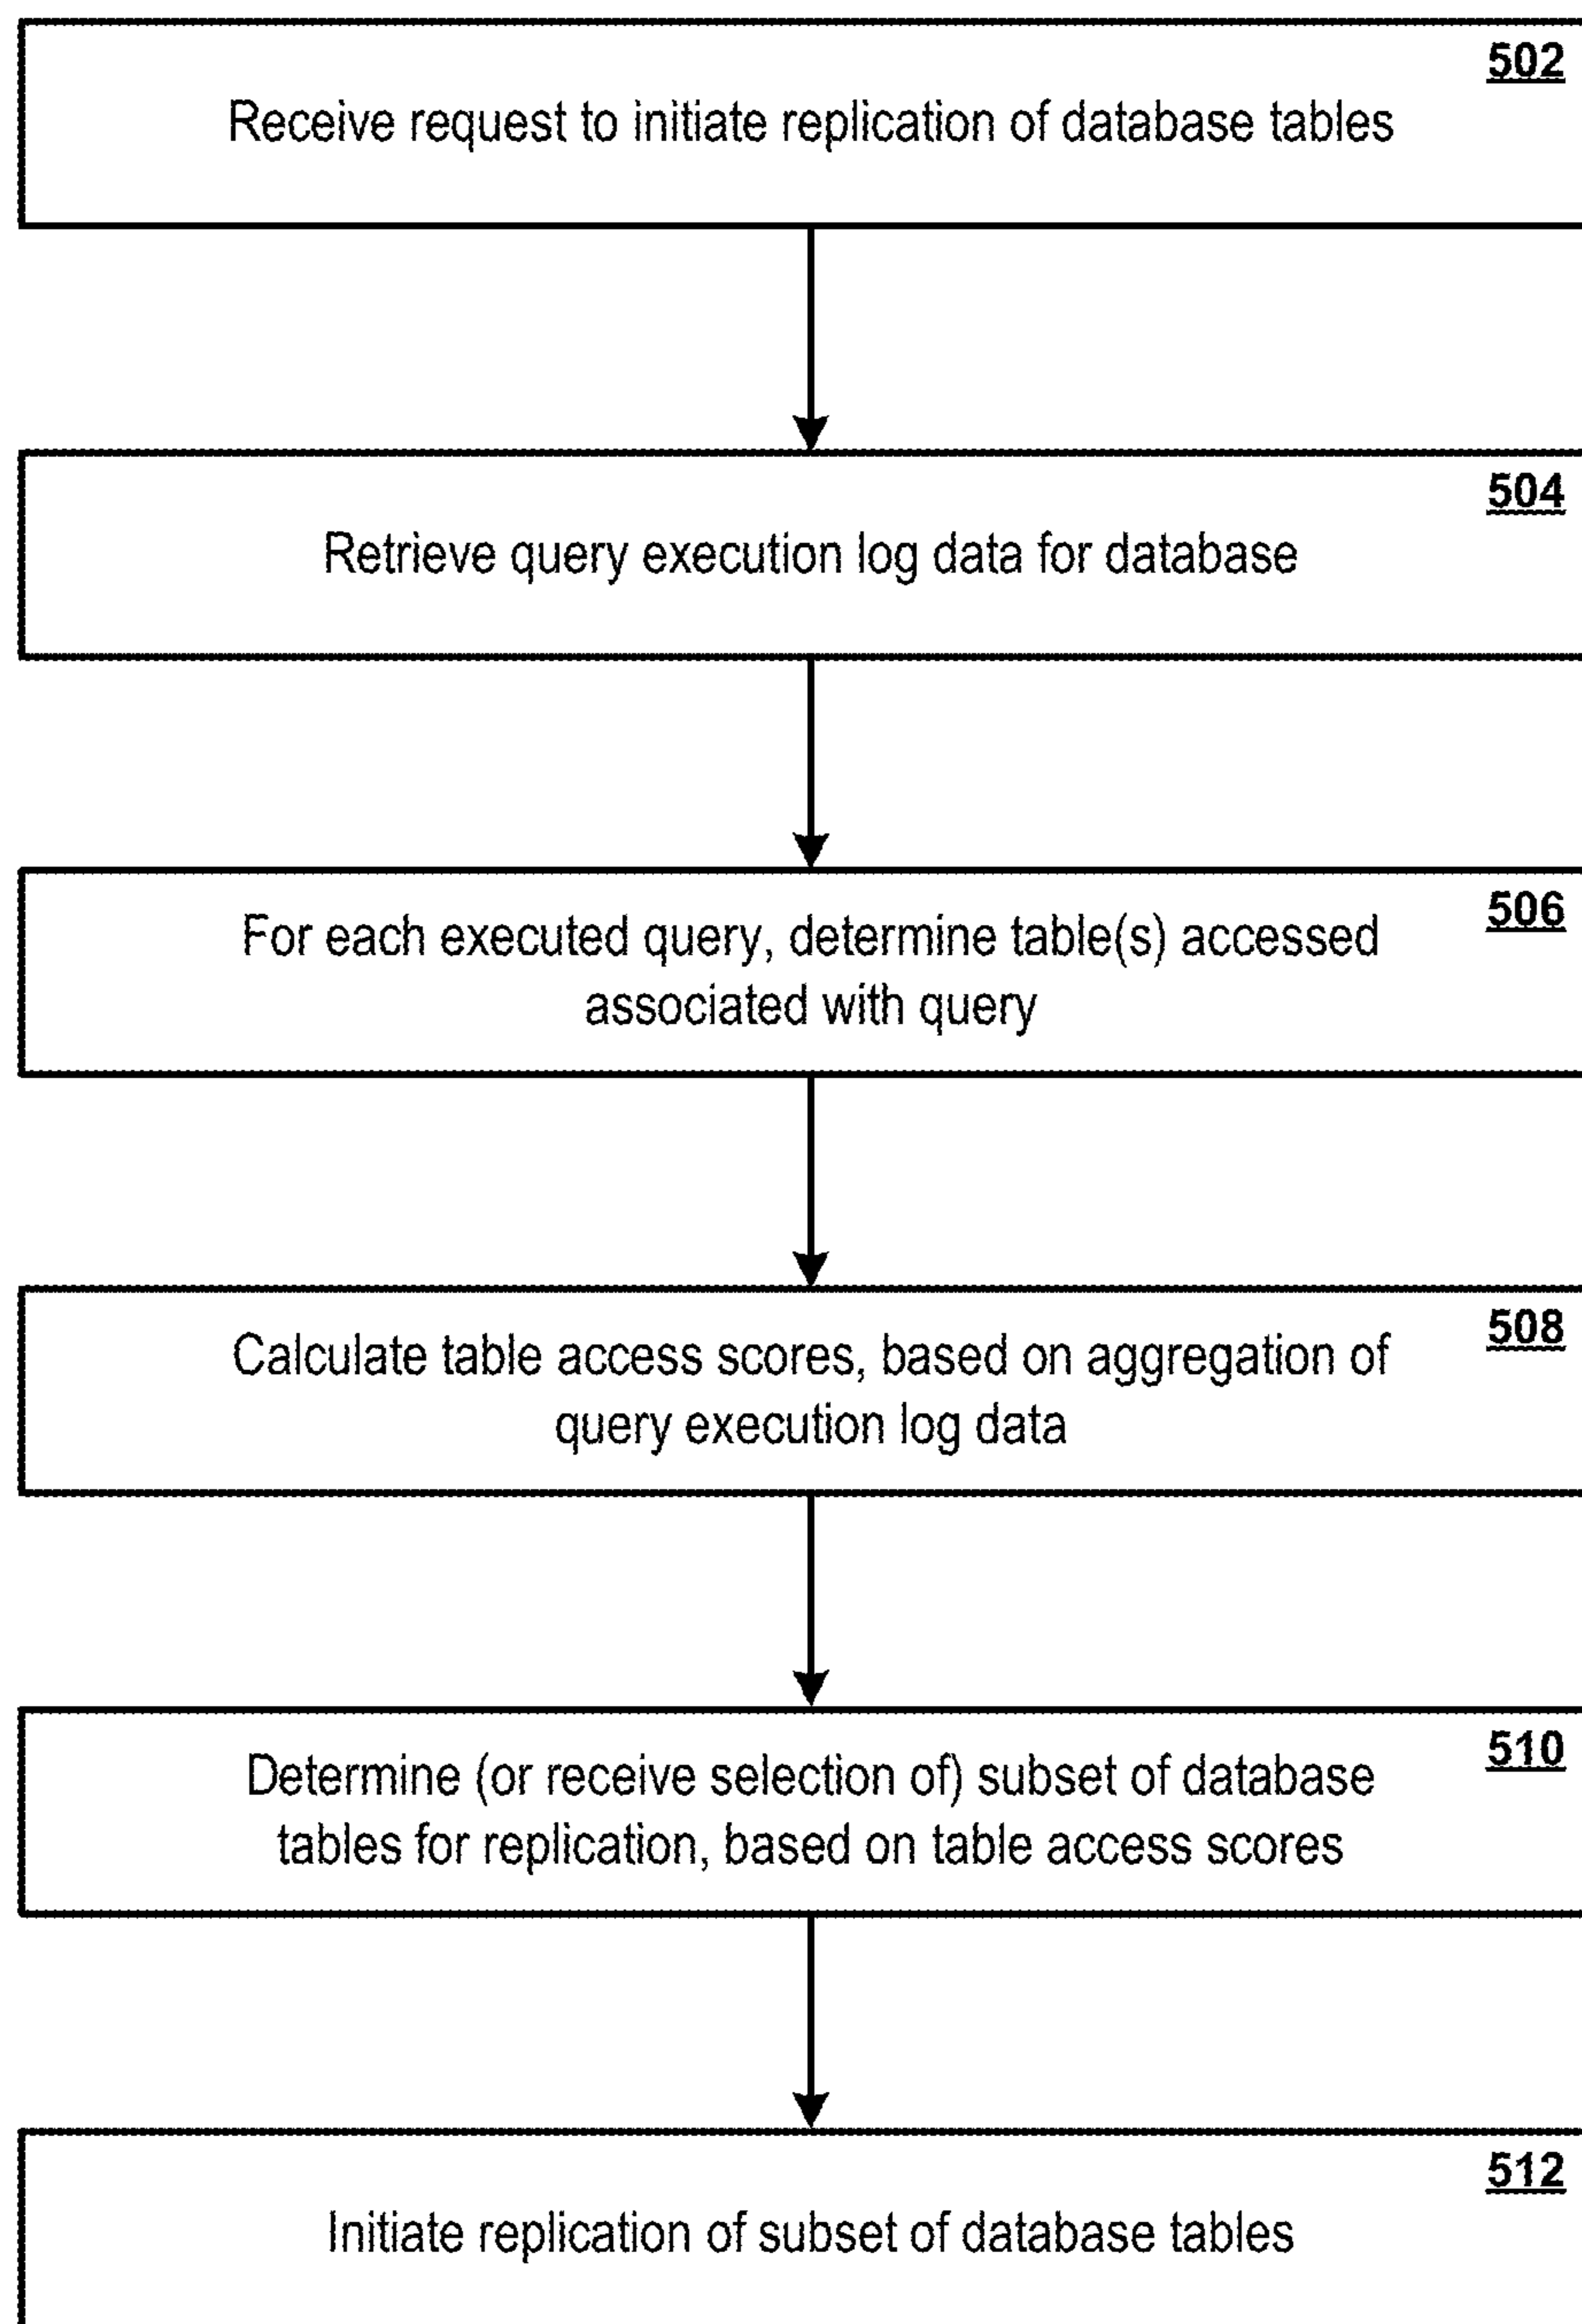 502
Receive request to initiate replication of database tables
504
Retrieve query execution log data for database
506
For each executed query, determine table(s) accessed
associated with query
508
Calculate table access scores, based on aggregation of
query execution log data
510
Determine (or receive selection of) subset of database
tables for replication, based on table access scores
512
Initiate replication of subset of database tables